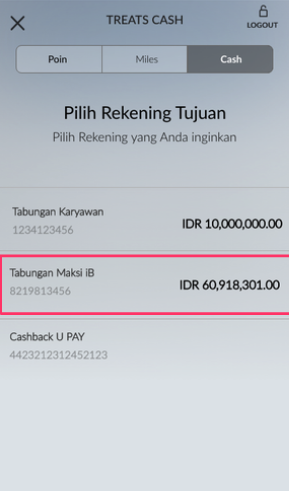 TREATS CASH
LOGOUT
Poin Miles Cash
Pilih Rekening Tujuan
Pilih Rekening yang Anda inginkan
Tabungan Karyawan
1234123456
IDR 10,000,000.00
Tabungan Maksi iB
8219813456
IDR 60,918,301.00
Cashback U PAY
4423212312452123